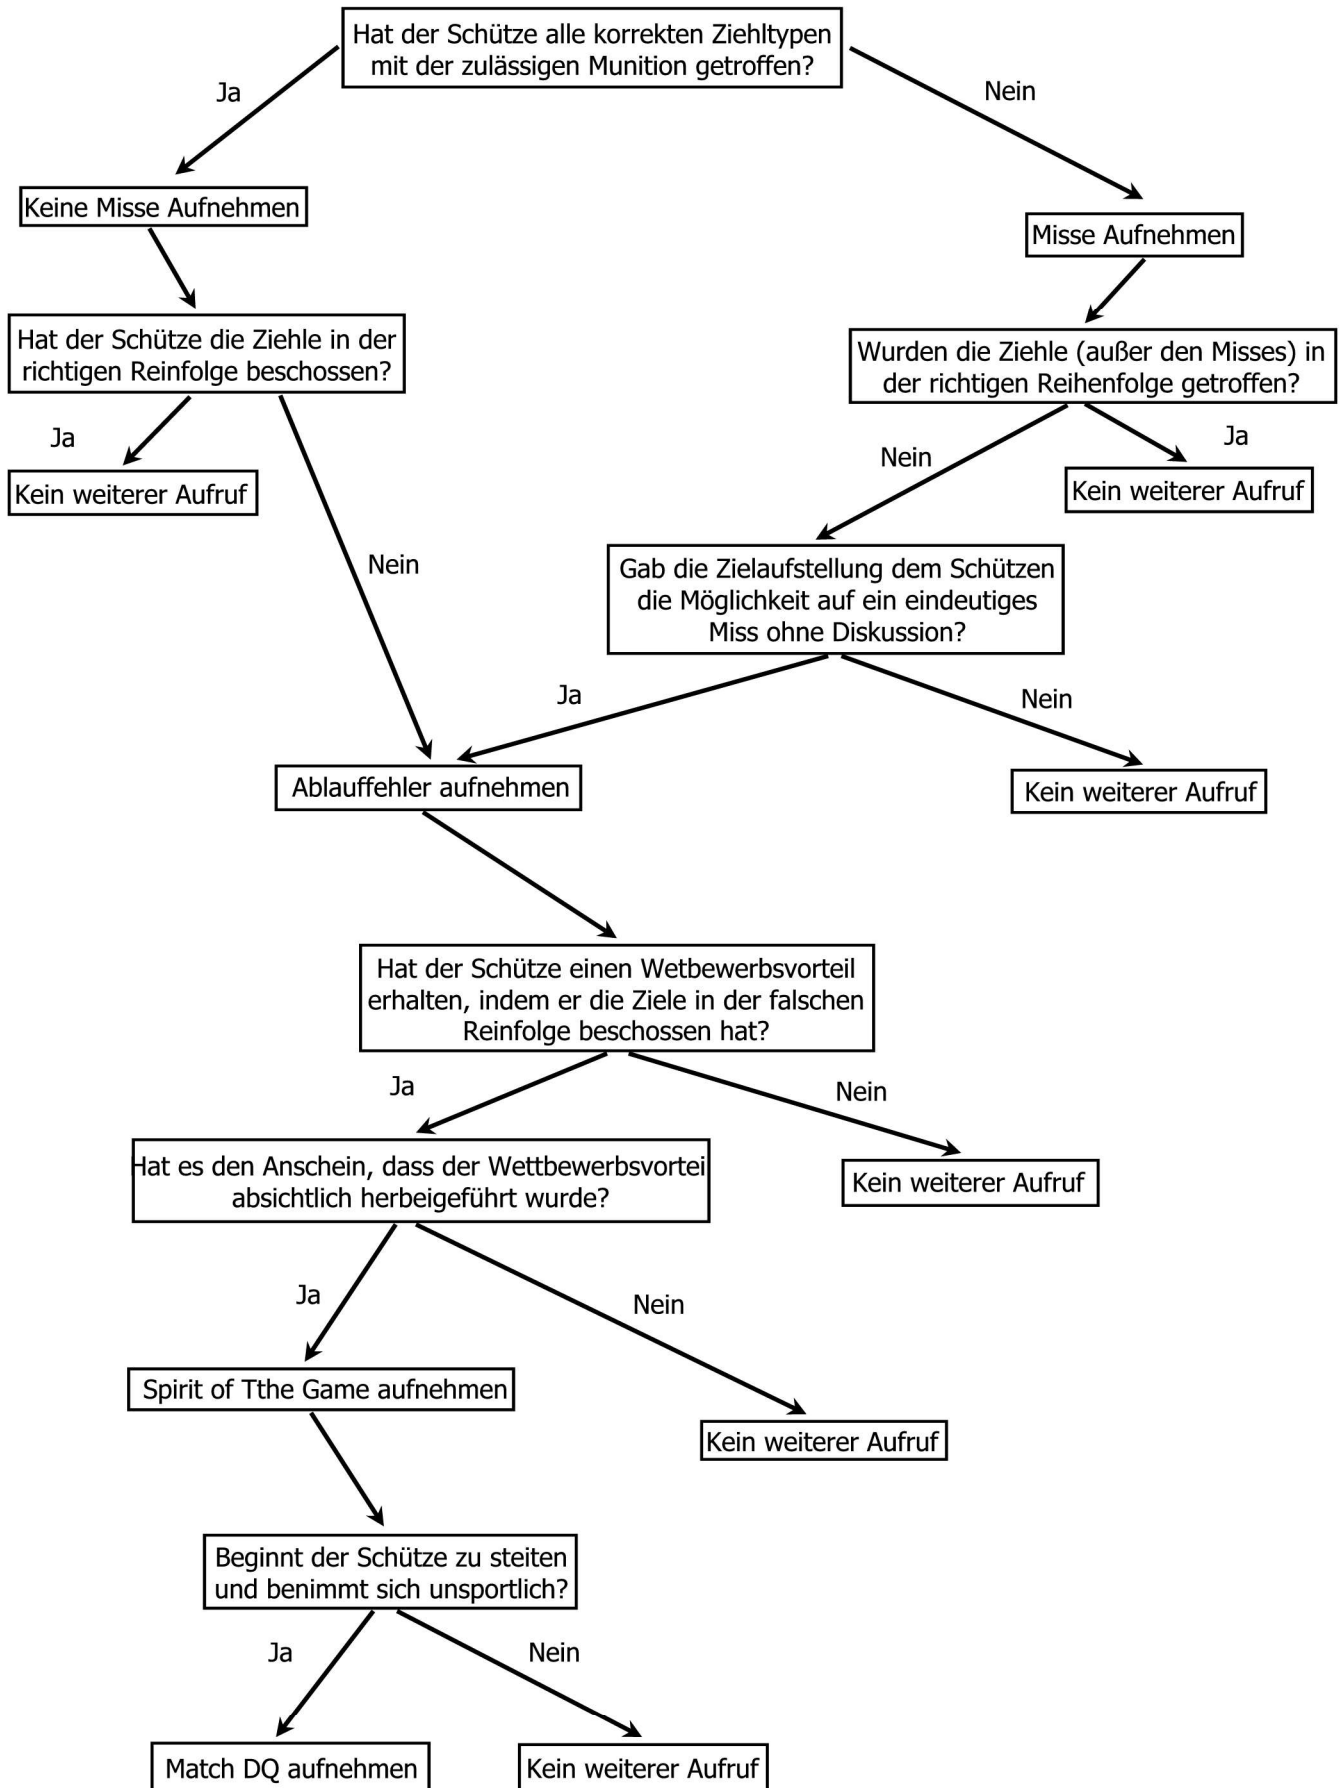 Hat der Schütze alle korrekten Ziehltypen
mit der zulässigen Munition getroffen?
Ja
Nein
Keine Misse Aufnehmen
Misse Aufnehmen
Hat der Schütze die Ziehle in der
richtigen Reinfolge beschossen?
Wurden die Ziehle (außer den Misses) in
der richtigen Reihenfolge getroffen?
Ja
Nein
Ja
Kein weiterer Aufruf
Kein weiterer Aufruf
Nein
Gab die Zielaufstellung dem Schützen
die Möglichkeit auf ein eindeutiges
Miss ohne Diskussion?
Ja
Nein
Ablauffehler aufnehmen
Kein weiterer Aufruf
Hat der Schütze einen Wetbewerbsvorteil
erhalten, indem er die Ziele in der falschen
Reinfolge beschossen hat?
Ja
Nein
Hat es den Anschein, dass der Wettbewerbsvorteil
absichtlich herbeigeführt wurde?
Kein weiterer Aufruf
Ja
Nein
Spirit of Tthe Game aufnehmen
Kein weiterer Aufruf
Beginnt der Schütze zu steiten
und benimmt sich unsportlich?
Ja
Nein
Match DQ aufnehmen
Kein weiterer Aufruf